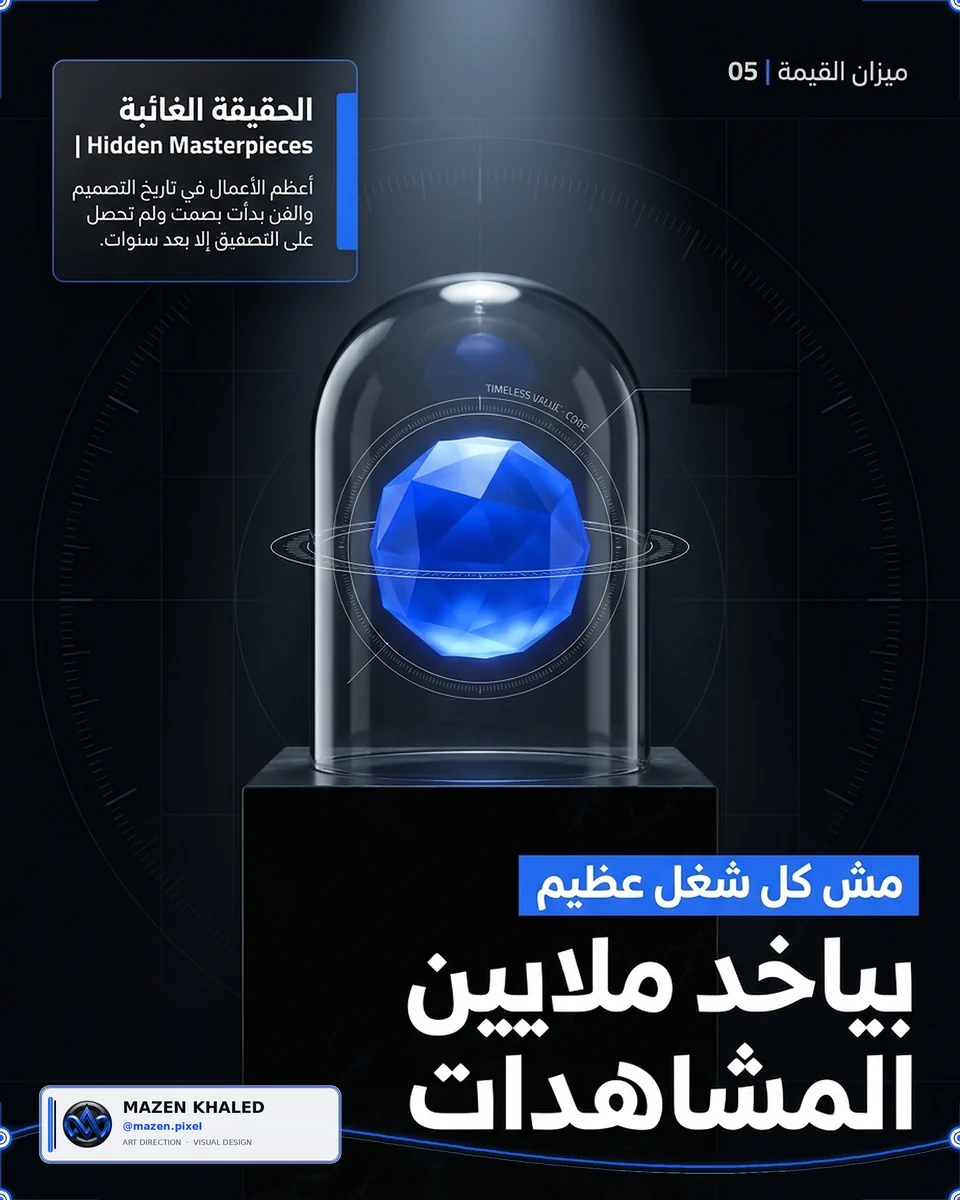 ميزان القيمة | 05
الحقيقة الغائبة
| Hidden Masterpieces
أعظم الأعمال في تاريخ التصميم
والفن بدأت بصمت ولم تحصل
على التصفيق إلا بعد سنوات.
TIMELESS VALUE · CORE
مش كل شغل عظيم
بياخد ملايين
المشاهدات
MAZEN KHALED
@mazen.pixel
ART DIRECTION · VISUAL DESIGN